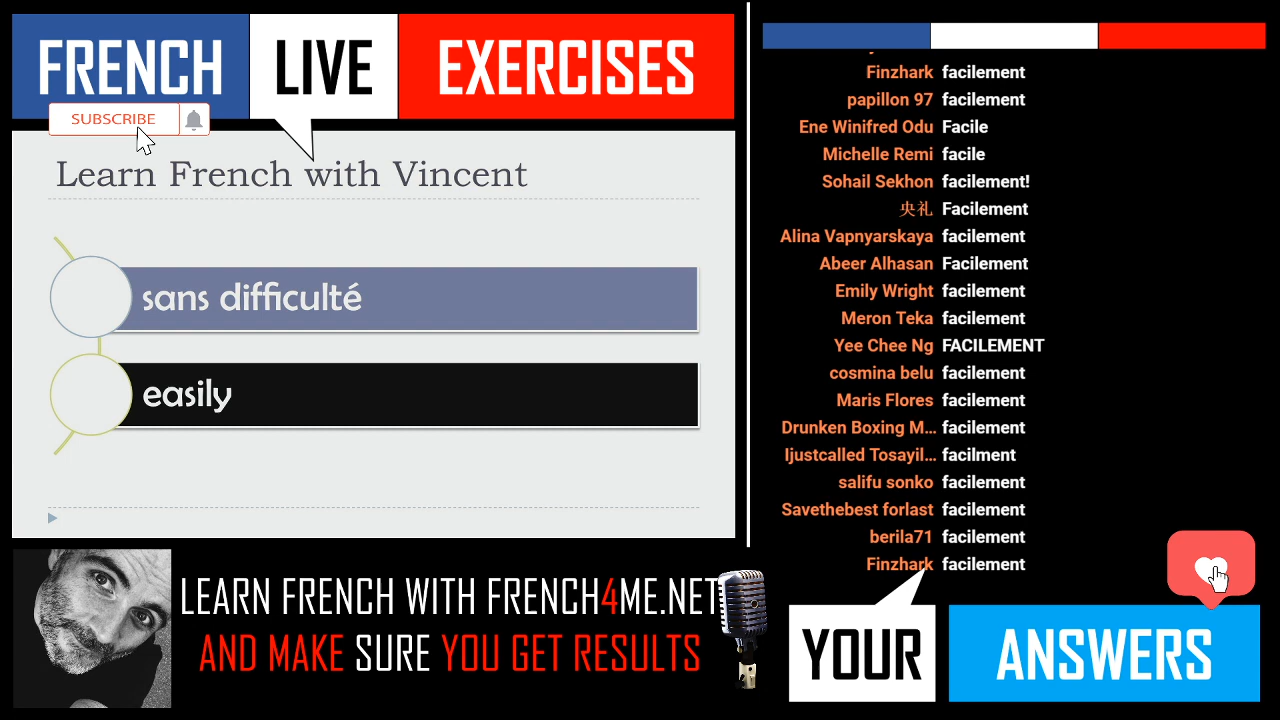 FRENCH LIVE EXERCISES
SUBSCRIBE
Learn French with Vincent
sans difficulté
easily
LEARN FRENCH WITH FRENCH4ME.NET
AND MAKE SURE YOU GET RESULTS
Finzhark facilement
papillon 97 facilement
Ene Winifred Odu Facile
Michelle Remi facile
Sohail Sekhon facilement!
央礼 Facilement
Alina Vapnyarskaya facilement
Abeer Alhasan Facilement
Emily Wright facilement
Meron Teka facilement
Yee Chee Ng FACILEMENT
cosmina belu facilement
Maris Flores facilement
Drunken Boxing M... facilement
Ijustcalled Tosayil... facilment
salifu sonko facilement
Savethebest forlast facilement
berila71 facilement
Finzhark facilement
YOUR ANSWERS